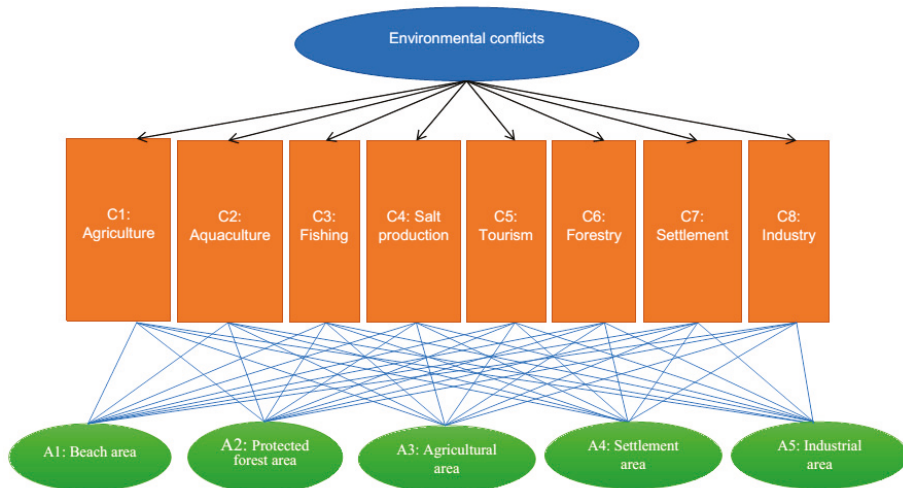 Environmental conflicts
C1:
Agriculture
C2:
Aquaculture
C3:
Fishing
C4: Salt
production
C5:
Tourism
C6:
Forestry
C7:
Settlement
C8:
Industry
A1: Beach area
A2: Protected
forest area
A3: Agricultural
area
A4: Settlement
area
A5: Industrial
area